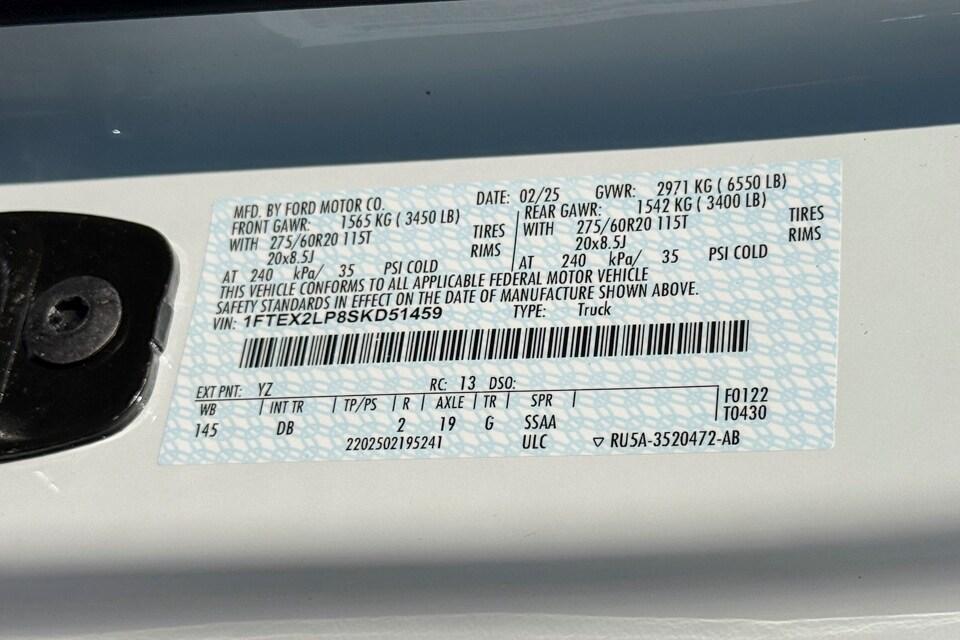 MFD. BY FORD MOTOR CO. DATE: 02/25 GVWR: 2971 KG ( 6550 LB)
FRONT GAWR: 1565 KG ( 3450 LB) REAR GAWR: 1542 KG ( 3400 LB)
WITH 275/60R20 115T TIRES WITH 275/60R20 115T TIRES
20x8.5J RIMS 20x8.5J RIMS
AT 240 kPa/ 35 PSI COLD AT 240 kPa/ 35 PSI COLD
THIS VEHICLE CONFORMS TO ALL APPLICABLE FEDERAL MOTOR VEHICLE
SAFETY STANDARDS IN EFFECT ON THE DATE OF MANUFACTURE SHOWN ABOVE.
VIN: 1FTEX2LP8SKD51459 TYPE: Truck
EXT PNT: YZ RC: 13 DSO:
WB INT TR TP/PS R AXLE TR SPR F0122
145 DB 2 19 G SSAA T0430
2202502195241 ULC ▽ RU5A-3520472-AB